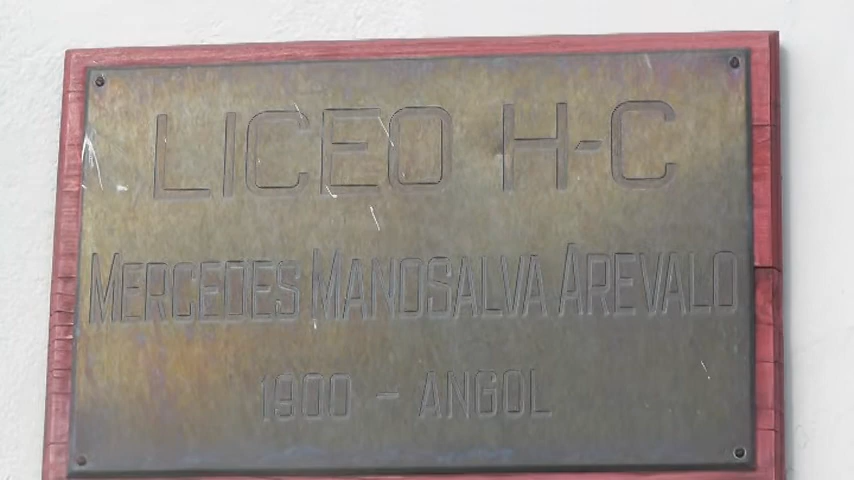 LICEO H-C
MERCEDES MANOSALVA AREVALO
1900 - ANGOL